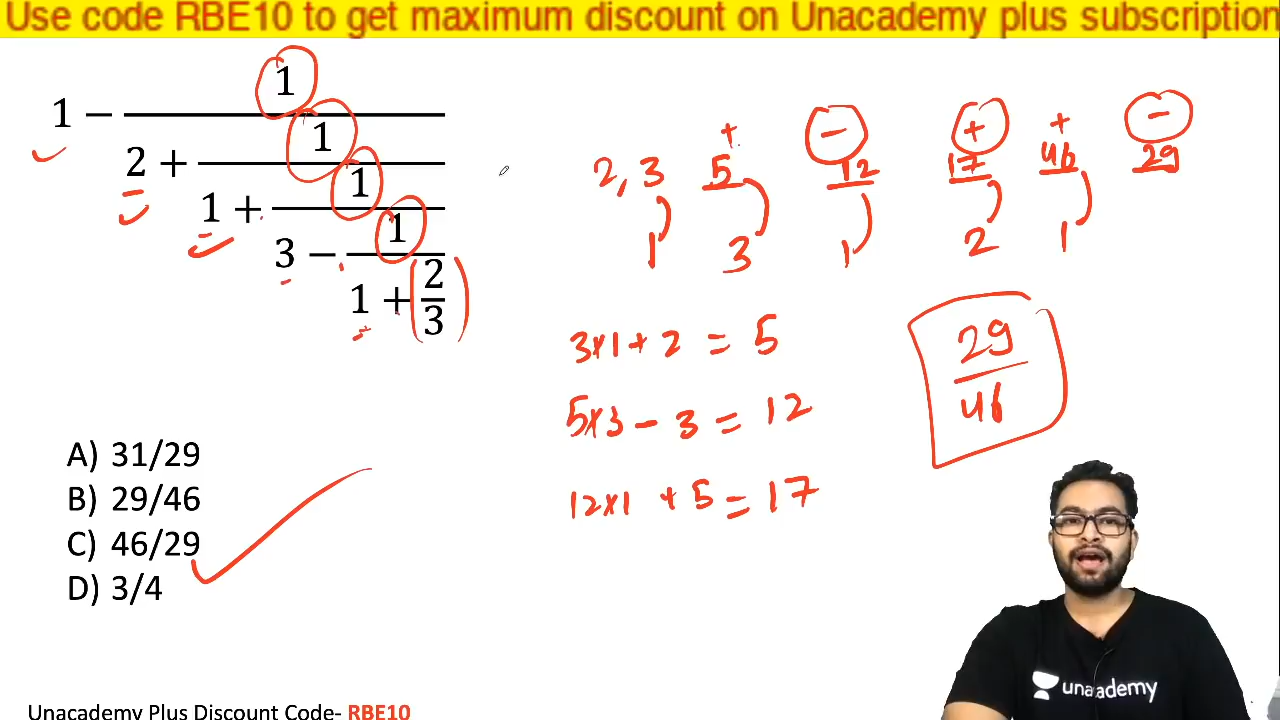 Use code RBE10 to get maximum discount on Unacademy plus subscription
1
1 −
1
2 +
1
1 +
1
3 −
2
1 +
3
+ − + + −
2, 3 5 12 17 46 29
1 3 1 2 1
3×1+2 = 5
5×3 − 3 = 12
12×1 + 5 = 17
29
46
A) 31/29
B) 29/46
C) 46/29
D) 3/4
unacademy
Unacademy Plus Discount Code- RBE10